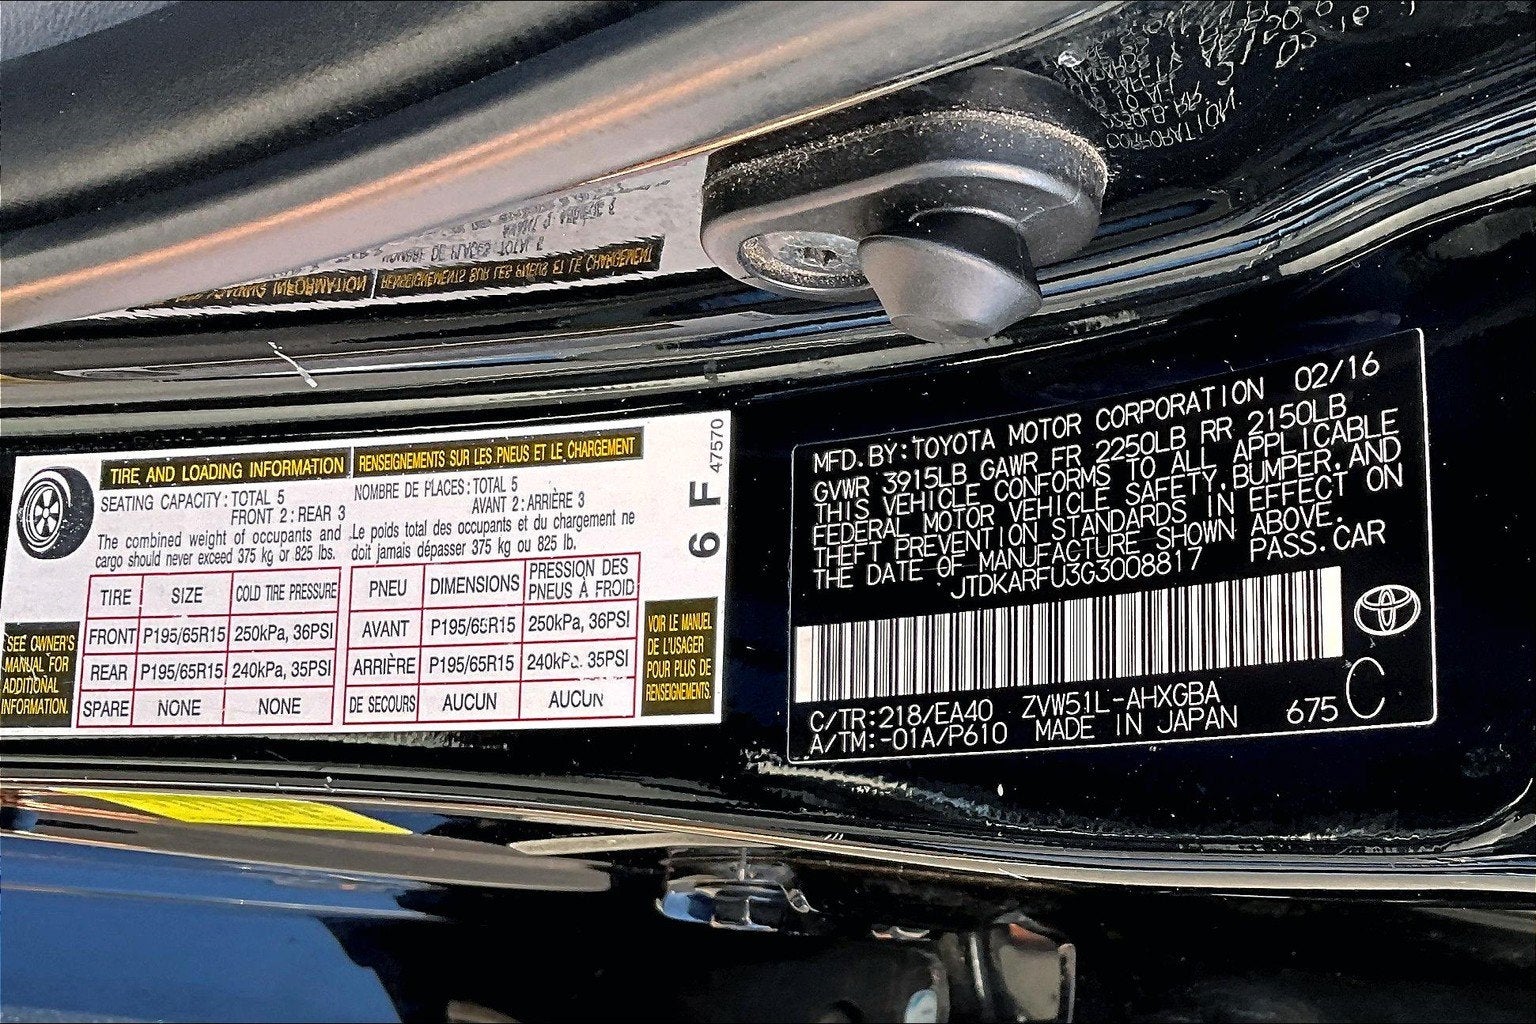 TIRE AND LOADING INFORMATION
RENSEIGNEMENTS SUR LES PNEUS ET LE CHARGEMENT
SEATING CAPACITY: TOTAL 5
FRONT 2: REAR 3
The combined weight of occupants and
cargo should never exceed 375 kg or 825 lbs.
NOMBRE DE PLACES: TOTAL 5
AVANT 2: ARRIÈRE 3
Le poids total des occupants et du chargement ne
doit jamais dépasser 375 kg ou 825 lb.
TIRE SIZE COLD TIRE PRESSURE
FRONT P195/65R15 250kPa, 36PSI
REAR P195/65R15 240kPa, 35PSI
SPARE NONE NONE
PNEU DIMENSIONS PRESSION DES PNEUS À FROID
AVANT P195/65R15 250kPa, 36PSI
ARRIÈRE P195/65R15 240kPa, 35PSI
DE SECOURS AUCUN AUCUN
SEE OWNER'S
MANUAL FOR
ADDITIONAL
INFORMATION.
VOIR LE MANUEL
DE L'USAGER
POUR PLUS DE
RENSEIGNEMENTS.
6 F 47570
MFD. BY: TOYOTA MOTOR CORPORATION 02/16
GVWR 3915LB GAWR FR 2250LB RR 2150LB
THIS VEHICLE CONFORMS TO ALL APPLICABLE
FEDERAL MOTOR VEHICLE SAFETY, BUMPER, AND
THEFT PREVENTION STANDARDS IN EFFECT ON
THE DATE OF MANUFACTURE SHOWN ABOVE.
JTDKARFU3G3008817 PASS. CAR
C/TR: 218/EA40 ZVW51L-AHXGBA
A/TM: -01A/P610 MADE IN JAPAN 675 C